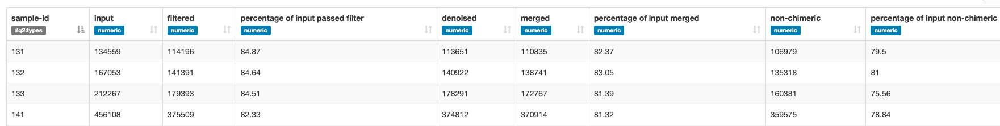 sample-id input filtered percentage of input passed filter denoised merged percentage of input merged non-chimeric percentage of input non-chimeric
#q2:types numeric numeric numeric numeric numeric numeric numeric numeric
131 134559 114196 84.87 113651 110835 82.37 106979 79.5
132 167053 141391 84.64 140922 138741 83.05 135318 81
133 212267 179393 84.51 178291 172767 81.39 160381 75.56
141 456108 375509 82.33 374812 370914 81.32 359575 78.84